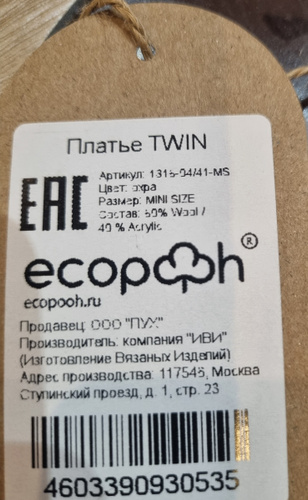 Платье TWIN
EAC
Артикул: 1315-04/41-MS
Цвет: охра
Размер: MINI SIZE
Состав: 60% Wool /
40 % Acrylic
ecopooh®
ecopooh.ru
Продавец: ООО "ПУХ"
Производитель: компания "ИВИ"
(Изготовление Вязаных Изделий)
Адрес производства: 117545, Москва
Ступинский проезд, д. 1, стр. 23
4603390930535